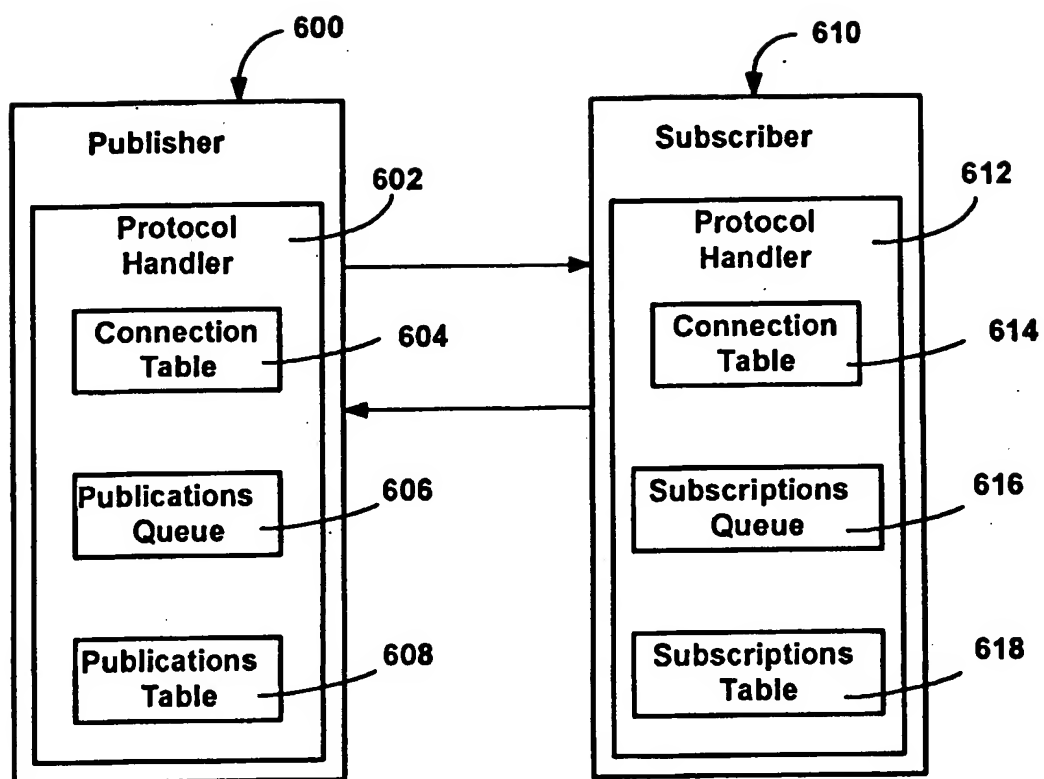 600
610
Publisher
Subscriber
602
612
Protocol
Handler
Protocol
Handler
Connection
Table
604
Connection
Table
614
Publications
Queue
606
Subscriptions
Queue
616
Publications
Table
608
Subscriptions
Table
618